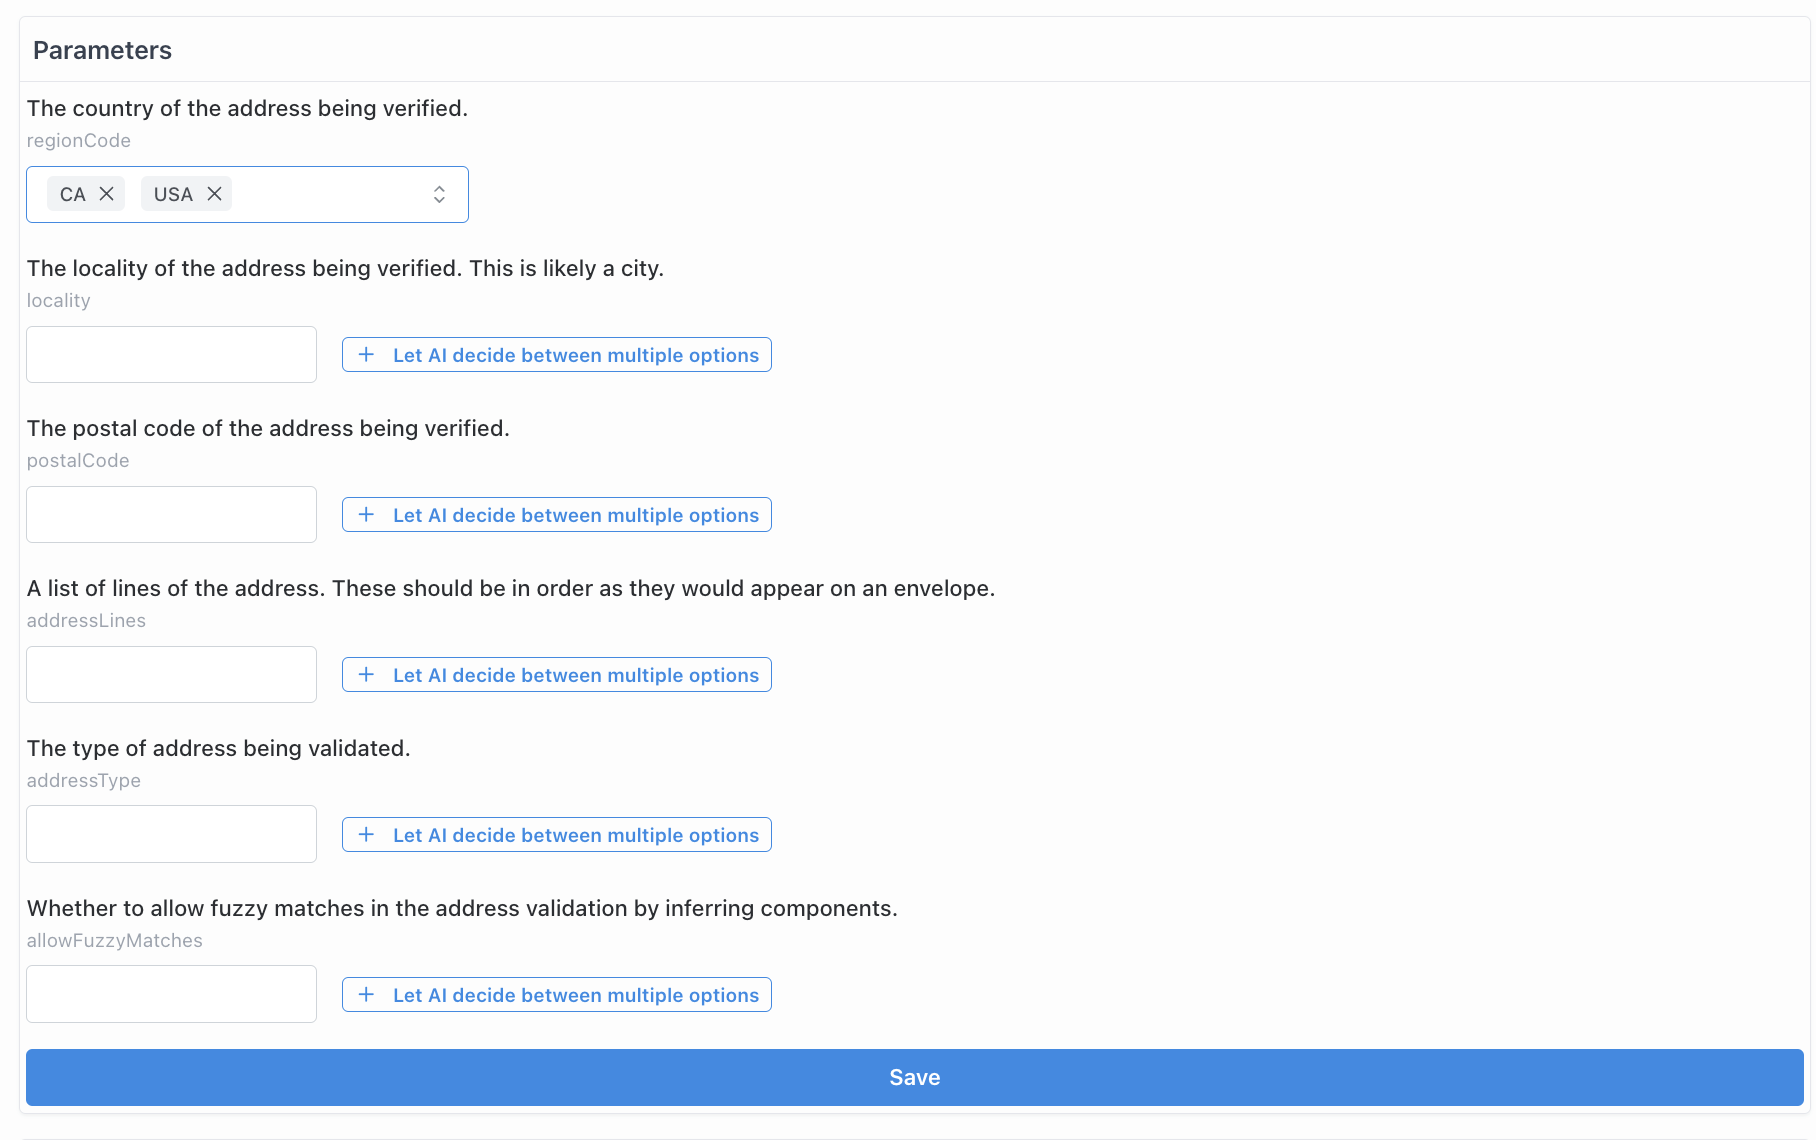 Parameters
The country of the address being verified.
regionCode
CA USA
The locality of the address being verified. This is likely a city.
locality
Let AI decide between multiple options
The postal code of the address being verified.
postalCode
Let AI decide between multiple options
A list of lines of the address. These should be in order as they would appear on an envelope.
addressLines
Let AI decide between multiple options
The type of address being validated.
addressType
Let AI decide between multiple options
Whether to allow fuzzy matches in the address validation by inferring components.
allowFuzzyMatches
Let AI decide between multiple options
Save